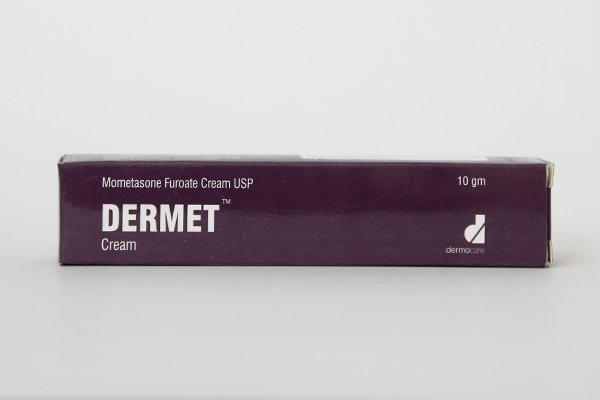 Mometasone Furoate Cream USP
10 gm
DERMET™
Cream
dermocare